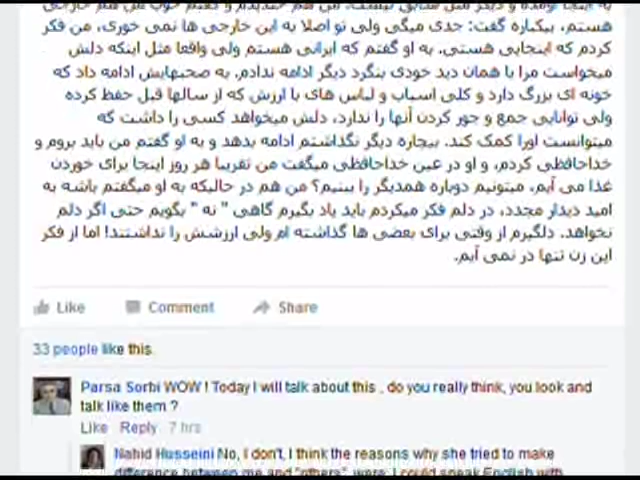 هستم، بیکباره گفت: جدی میگی ولی تو اصلا به این خارجی ها نمی خوری، من فکر
کردم که اینجایی هستی. به او گفتم که ایرانی هستم ولی واقعا مثل اینکه دلش
میخواست مرا با همان دید خودی بنگرد دیگر ادامه ندادم. به صحبهایش ادامه داد که
خونه ای بزرگ دارد و کلی اسباب و لباس های با ارزش که از سالها قبل حفظ کرده
ولی توانایی جمع و جور کردن آنها را ندارد، دلش میخواهد کسی را داشت که
میتوانست اورا کمک کند. بیچاره دیگر نگذاشتم ادامه بدهد و به او گفتم من باید بروم و
خداحافظی کردم، و او در عین خداحافظی میگفت من تقریبا هر روز اینجا برای خوردن
غذا می آیم، میتونیم دوباره همدیگر را ببنیم؟ من هم در حالیکه به او میگفتم باشه به
امید دیدار مجدد، در دلم فکر میکردم باید یاد بگیرم گاهی " نه " بگویم حتی اگر دلم
نخواهد. دلگیرم از وقتی برای بعضی ها گذاشته ام ولی ارزشش را نداشتند! اما از فکر
این زن تنها در نمی آیم.
Like Comment Share
33 people like this.
Parsa Sorbi WOW ! Today I will talk about this , do you really think, you look and
talk like them ?
Like Reply 7 hrs
Nahid Husseini No, I don't, I think the reasons why she tried to make
difference between me and "others", were, I could speak English with